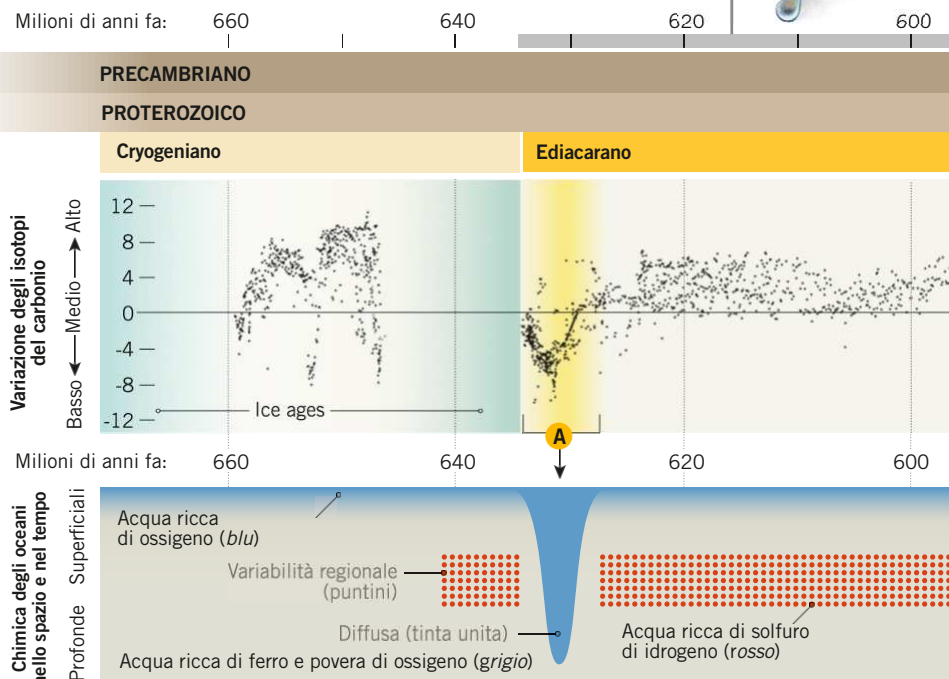 Milioni di anni fa: 660 640 620 600
PRECAMBRIANO
PROTEROZOICO
Cryogeniano Ediacarano
Variazione degli isotopi
del carbonio
Basso Medio Alto
12
8
4
0
-4
-8
-12
Ice ages
A
Milioni di anni fa: 660 640 620 600
Chimica degli oceani
nello spazio e nel tempo
Profonde Superficiali
Acqua ricca
di ossigeno (blu)
Variabilità regionale
(puntini)
Diffusa (tinta unita)
Acqua ricca di ferro e povera di ossigeno (grigio)
Acqua ricca di solfuro
di idrogeno (rosso)